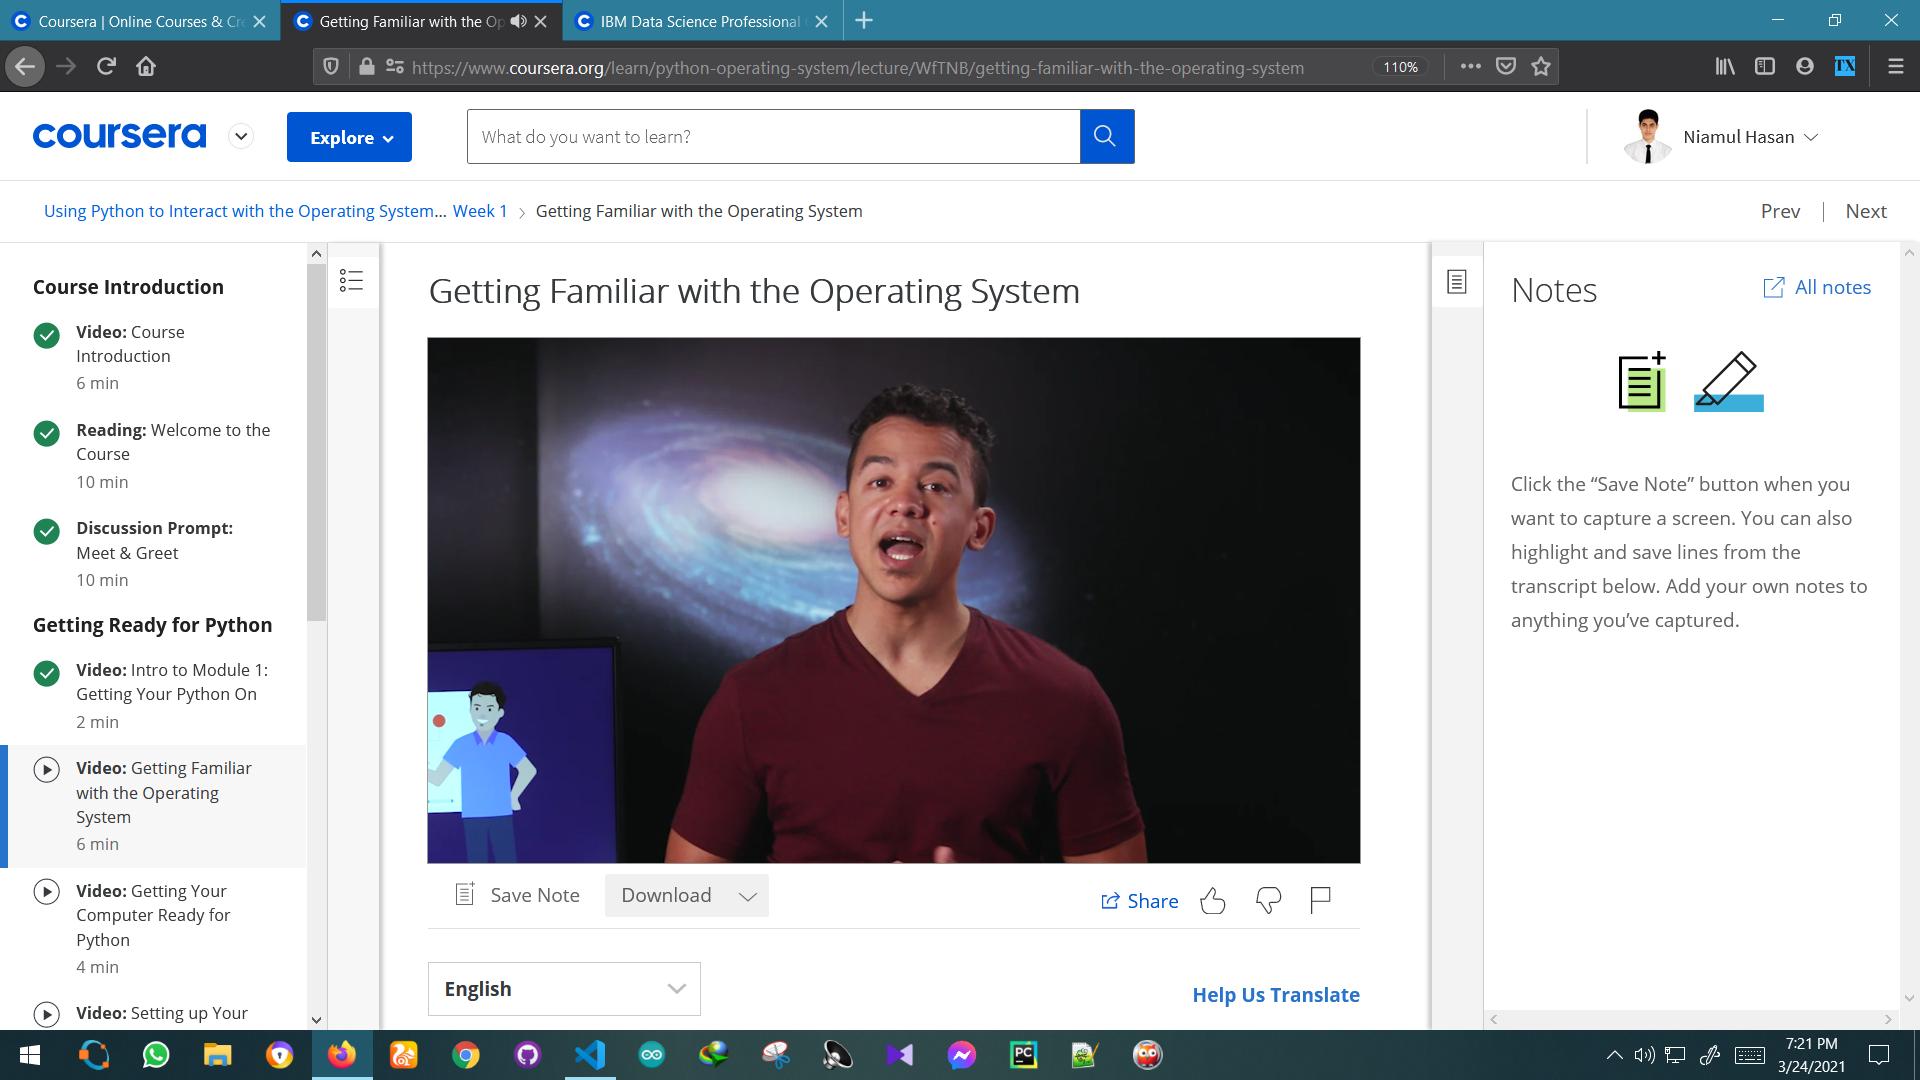 Coursera | Online Courses & Cre
Getting Familiar with the Op
IBM Data Science Professional
https://www.coursera.org/learn/python-operating-system/lecture/WfTNB/getting-familiar-with-the-operating-system
110%
TX
coursera
Explore
What do you want to learn?
Niamul Hasan
Using Python to Interact with the Operating System... Week 1 > Getting Familiar with the Operating System
Prev | Next
Course Introduction
Video: Course
Introduction
6 min
Reading: Welcome to the
Course
10 min
Discussion Prompt:
Meet & Greet
10 min
Getting Ready for Python
Video: Intro to Module 1:
Getting Your Python On
2 min
Video: Getting Familiar
with the Operating
System
6 min
Video: Getting Your
Computer Ready for
Python
4 min
Video: Setting up Your
Getting Familiar with the Operating System
Save Note
Download
Share
English
Help Us Translate
Notes
All notes
Click the “Save Note” button when you
want to capture a screen. You can also
highlight and save lines from the
transcript below. Add your own notes to
anything you’ve captured.
PC
7:21 PM
3/24/2021